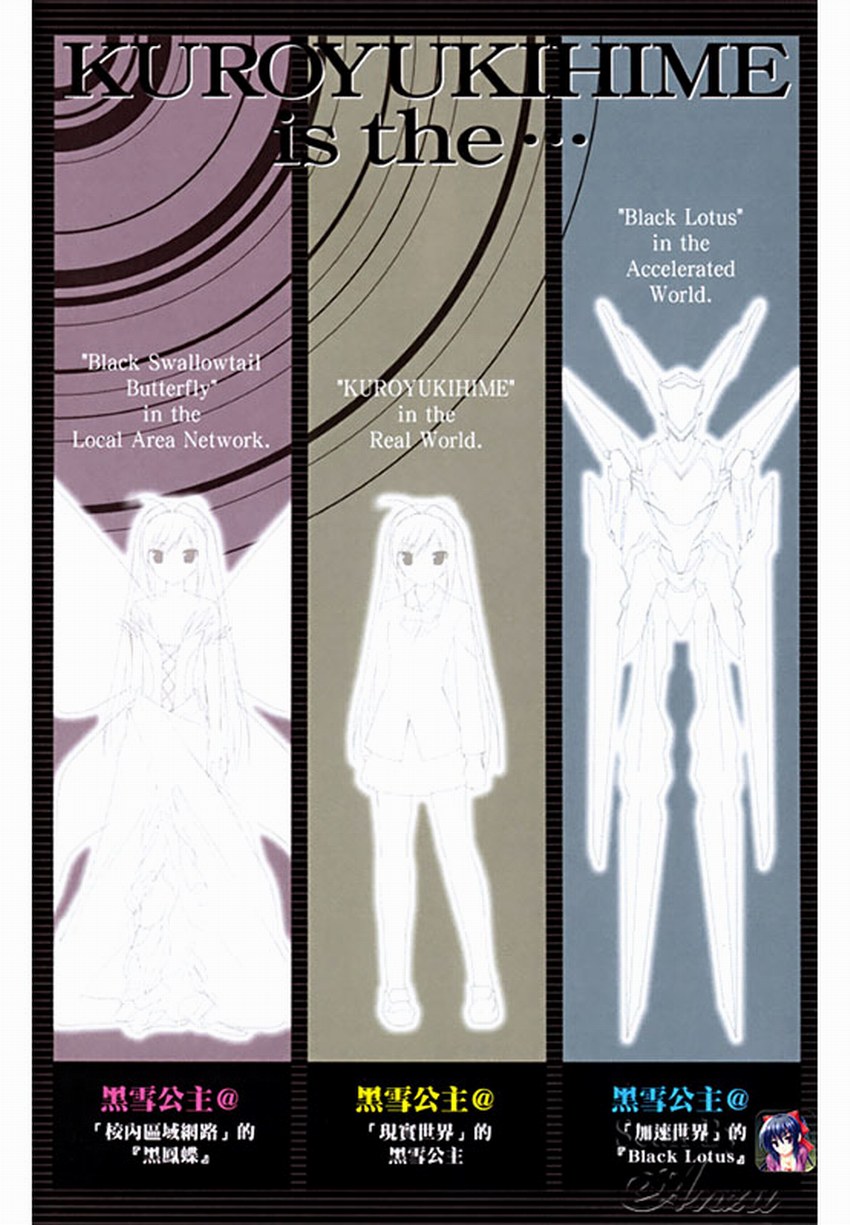 KUROYUKIHIME
is the···
"Black Swallowtail
Butterfly"
in the
Local Area Network.
"KUROYUKIHIME"
in the
Real World.
"Black Lotus"
in the
Accelerated
World.
黑雪公主@
「校內區域網路」的
『黑鳳蝶』
黑雪公主@
「現實世界」的
黑雪公主
黑雪公主@
「加速世界」的
『Black Lotus』
Anzu